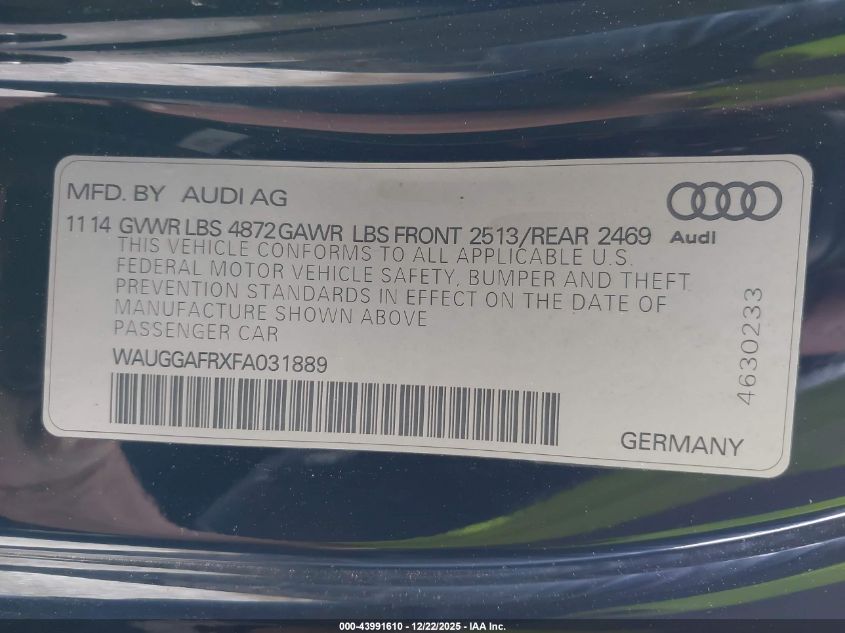 MFD. BY AUDI AG
11 14 GVWR LBS 4872 GAWR LBS FRONT 2513/REAR 2469
Audi
THIS VEHICLE CONFORMS TO ALL APPLICABLE U.S.
FEDERAL MOTOR VEHICLE SAFETY, BUMPER AND THEFT
PREVENTION STANDARDS IN EFFECT ON THE DATE OF
MANUFACTURE SHOWN ABOVE
PASSENGER CAR
WAUGGAFRXFA031889
4630233
GERMANY
000-43991610 - 12/22/2025 - IAA Inc.